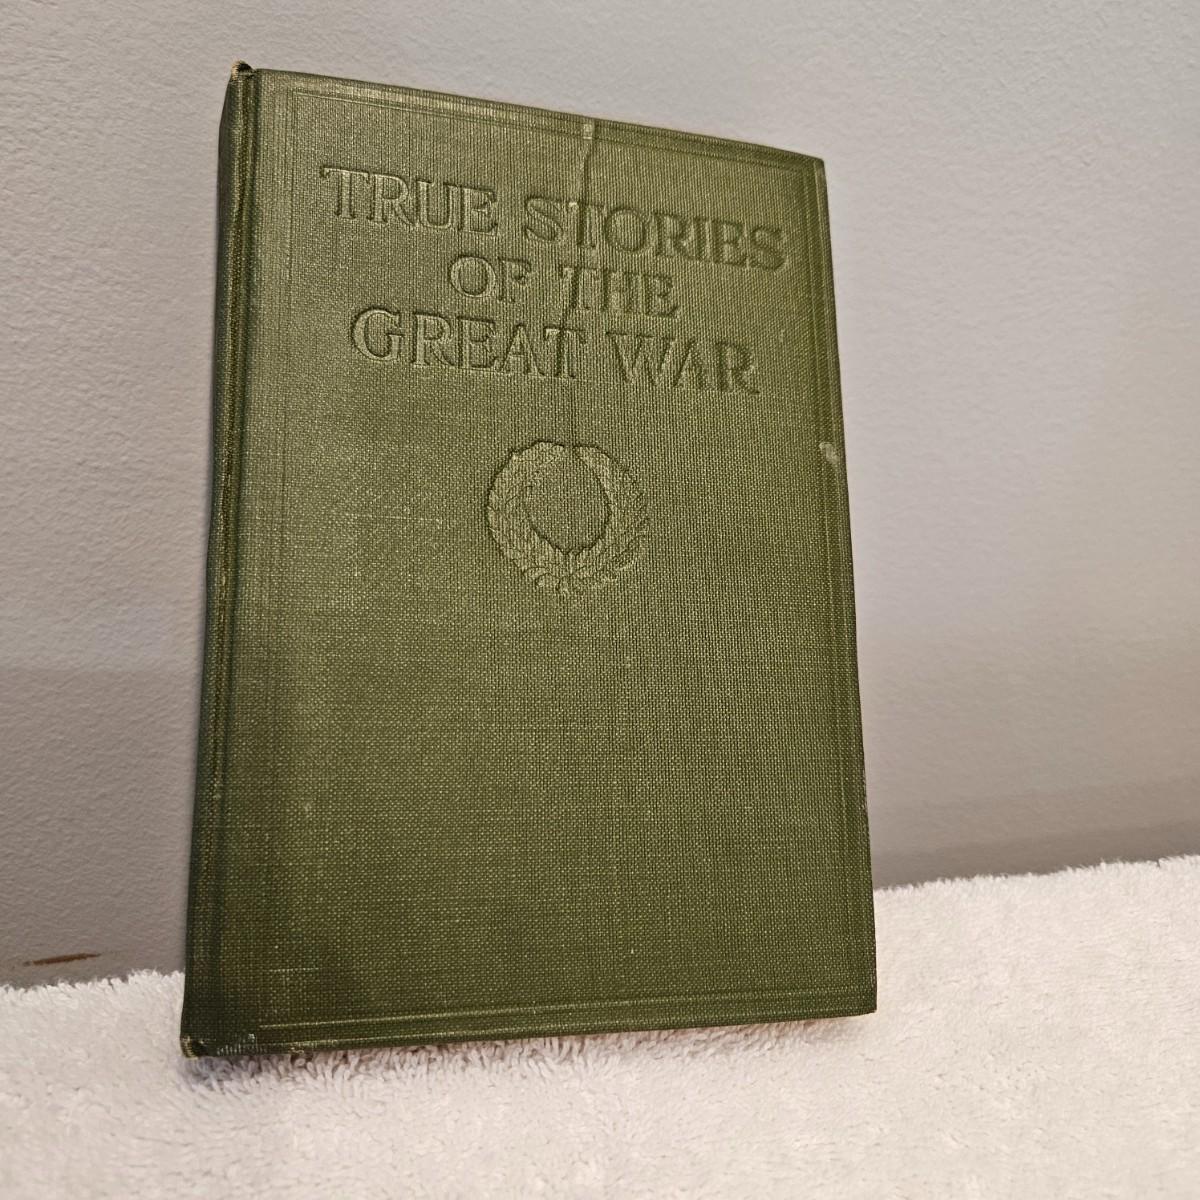 TRUE STORIES
OF THE
GREAT WAR